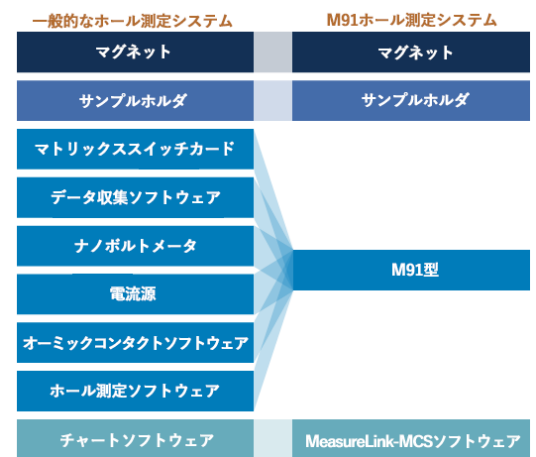 一般的なホール測定システム
M91ホール測定システム
マグネット
マグネット
サンプルホルダ
サンプルホルダ
マトリックススイッチカード
データ収集ソフトウェア
ナノボルトメータ
M91型
電流源
オーミックコンタクトソフトウェア
ホール測定ソフトウェア
チャートソフトウェア
MeasureLink-MCSソフトウェア